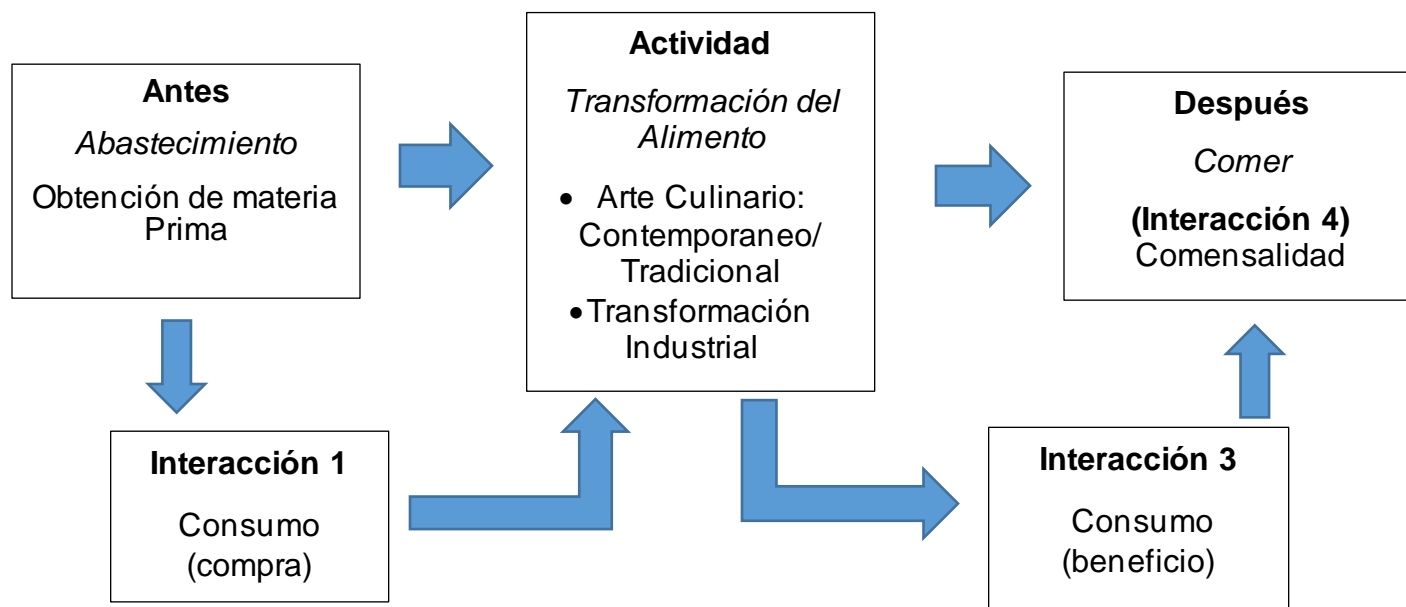 Antes
Abastecimiento
Obtención de materia
Prima
Actividad
Transformación del
Alimento
• Arte Culinario:
Contemporaneo/
Tradicional
• Transformación
Industrial
Después
Comer
(Interacción 4)
Comensalidad
Interacción 1
Consumo
(compra)
Interacción 3
Consumo
(beneficio)